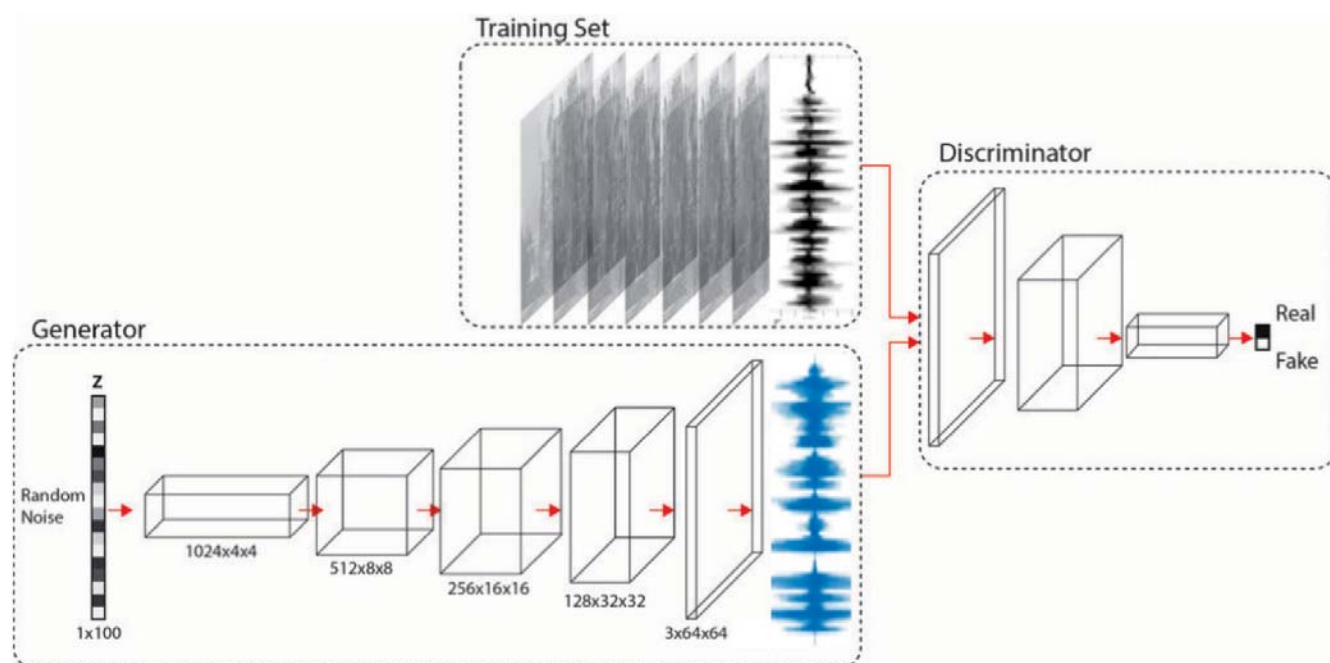 Training Set
Discriminator
Real
Fake
Generator
Z
Random
Noise
1x100
1024x4x4
512x8x8
256x16x16
128x32x32
3x64x64